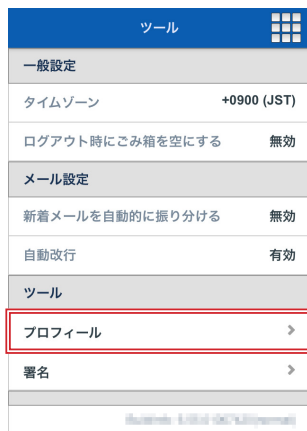 ツール
一般設定
タイムゾーン +0900 (JST)
ログアウト時にごみ箱を空にする 無効
メール設定
新着メールを自動的に振り分ける 無効
自動改行 有効
ツール
プロフィール
署名